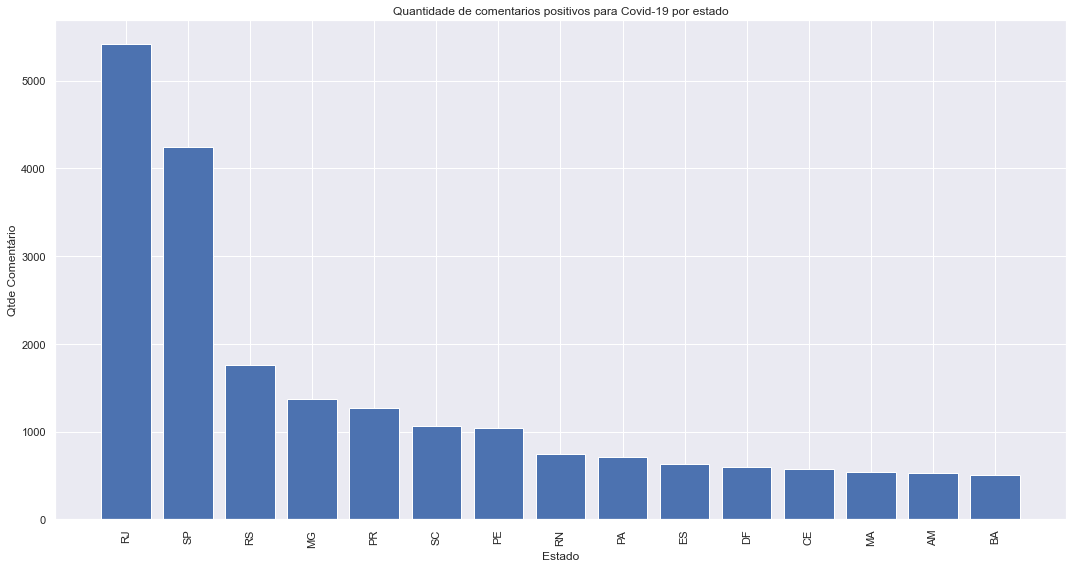 Quantidade de comentarios positivos para Covid-19 por estado
Qtde Comentário
5000
4000
3000
2000
1000
0
RJ
SP
RS
MG
PR
SC
PE
RN
PA
ES
DF
CE
MA
AM
BA
Estado